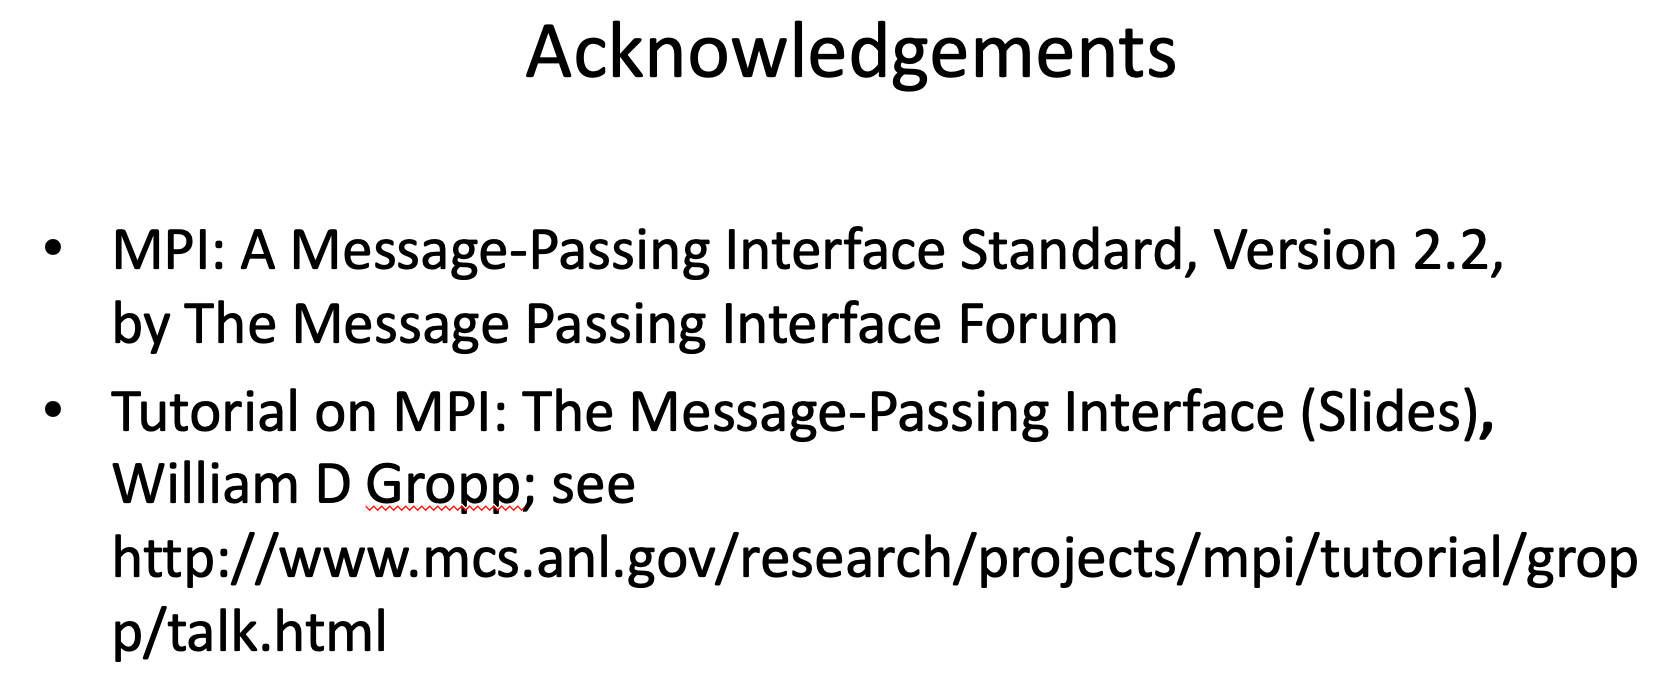 Acknowledgements
• MPI: A Message-Passing Interface Standard, Version 2.2,
by The Message Passing Interface Forum
• Tutorial on MPI: The Message-Passing Interface (Slides),
William D Gropp; see
http://www.mcs.anl.gov/research/projects/mpi/tutorial/grop
p/talk.html